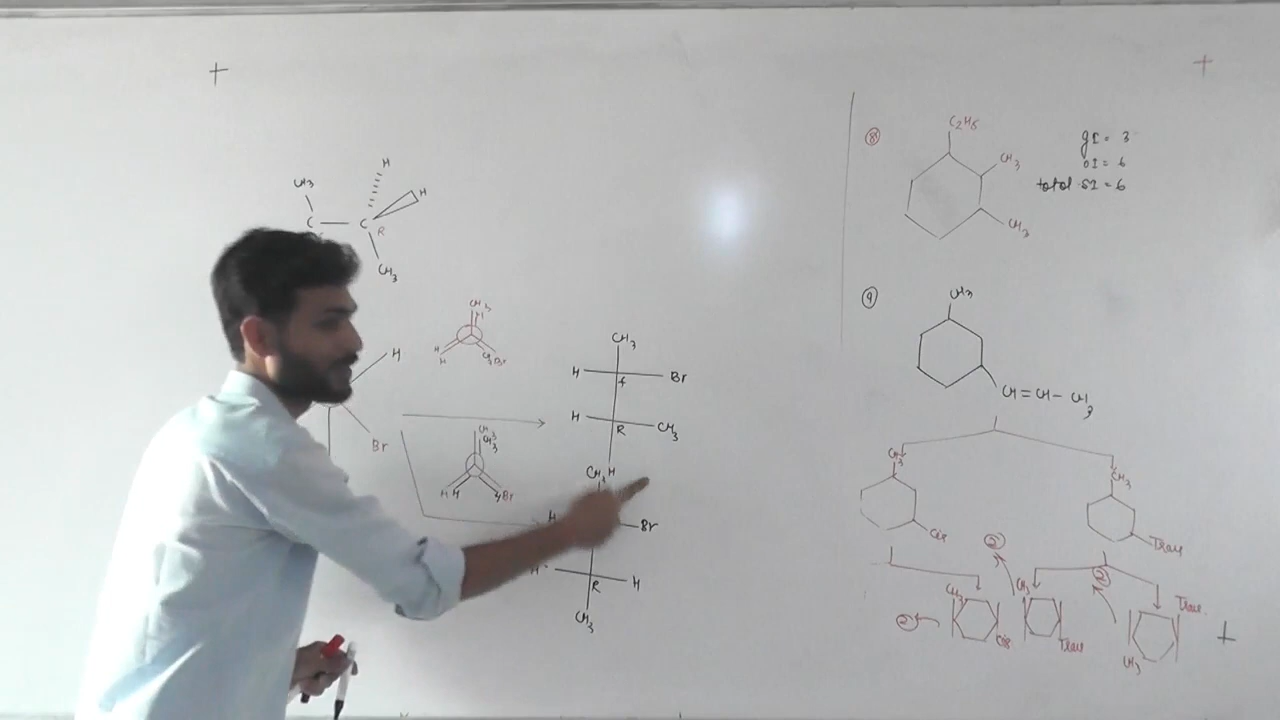 CH3
H
C
C
H
R
CH3
H
Br
CH3
H
H
H
Br
CH3
CH3
H
H
Br
CH3
H
Br
H
R
CH3
H
CH3
H
Br
R
H
CH3
⑧
C2H5
CH3
CH3
GI = 3
OI = 6
total SI = 6
⑨
CH3
CH=CH-CH3
CH3
Cis
CH3
Trans
②
②
②
CH3
Cis
CH3
Trans
Trans
CH3